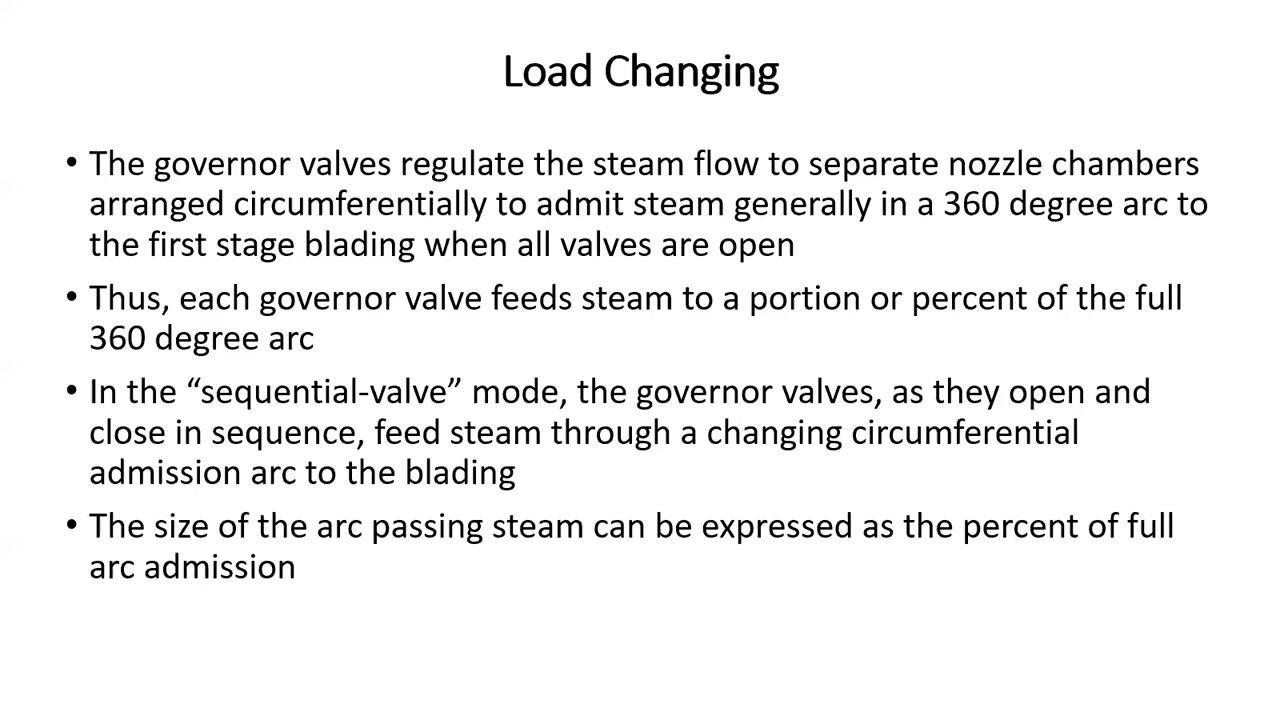 Load Changing
• The governor valves regulate the steam flow to separate nozzle chambers
arranged circumferentially to admit steam generally in a 360 degree arc to
the first stage blading when all valves are open
• Thus, each governor valve feeds steam to a portion or percent of the full
360 degree arc
• In the “sequential-valve” mode, the governor valves, as they open and
close in sequence, feed steam through a changing circumferential
admission arc to the blading
• The size of the arc passing steam can be expressed as the percent of full
arc admission